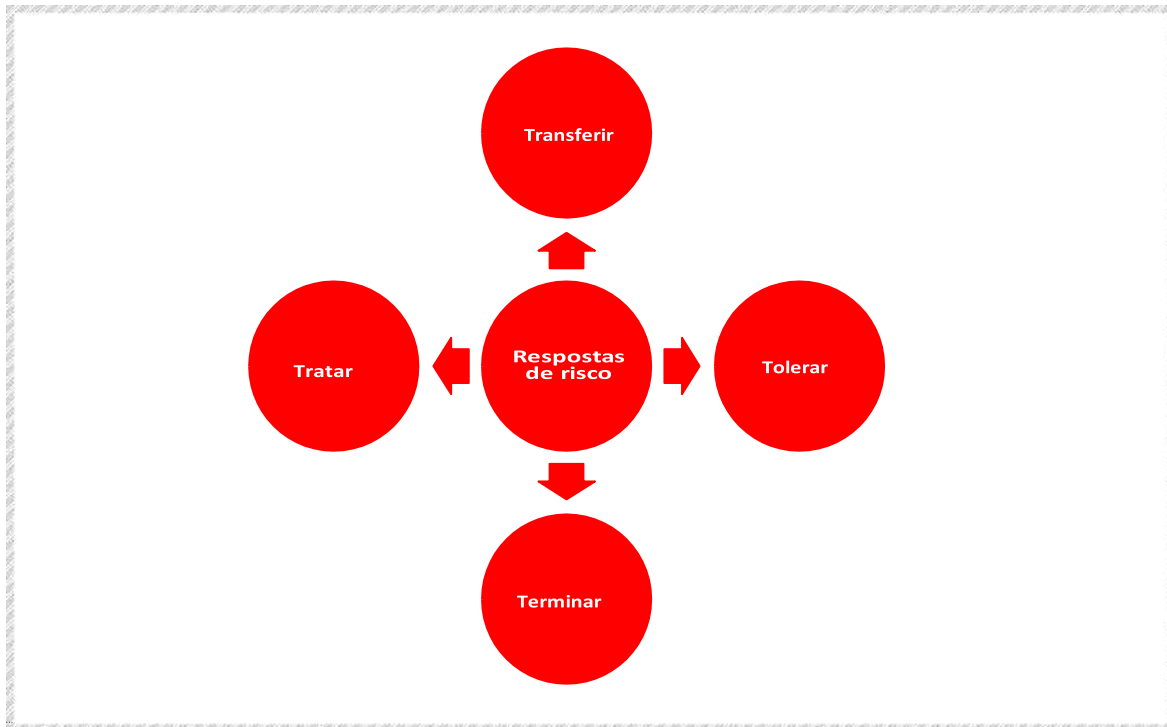 Transferir
Tratar
Respostas
de risco
Tolerar
Terminar